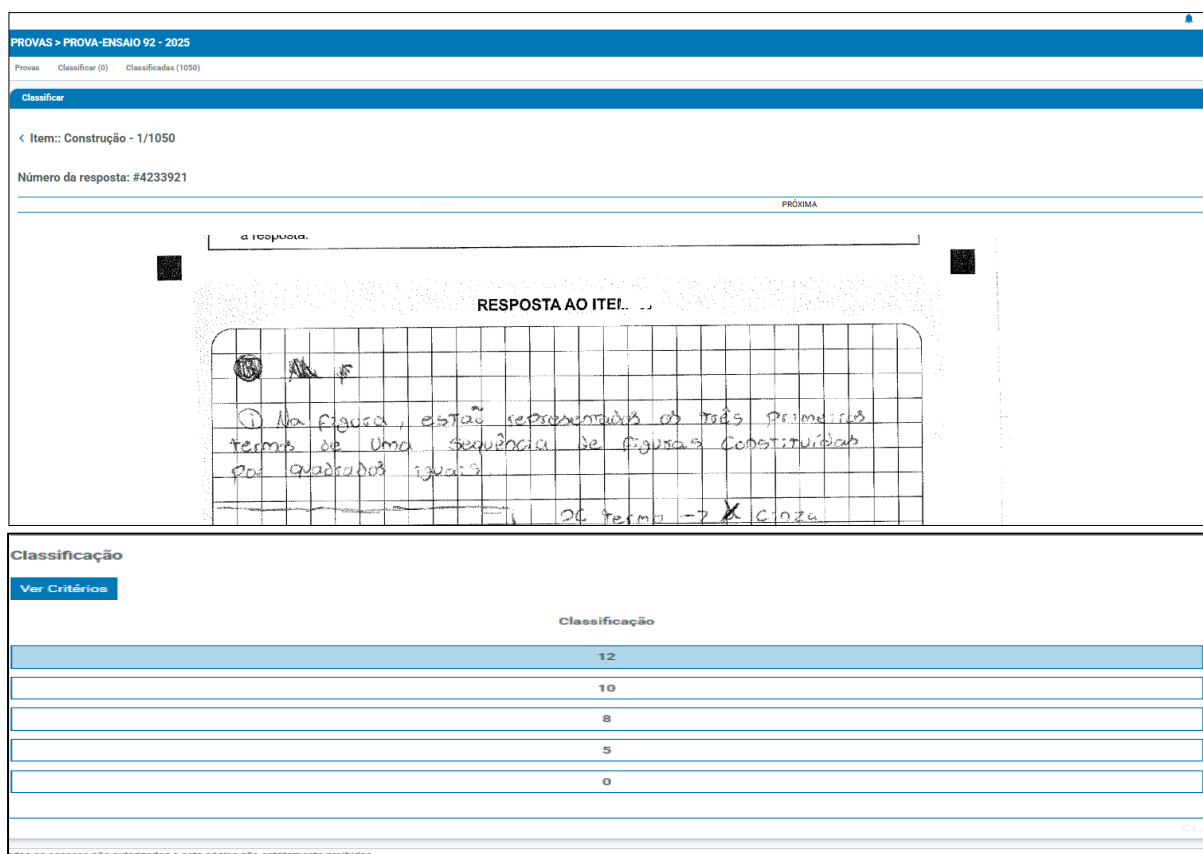 PROVAS > PROVA-ENSAIO 92 - 2025
Provas Classificar (0) Classificadas (1050)
Classificar
< Item:: Construção - 1/1050
Número da resposta: #4233921
PRÓXIMA
a resposta.
RESPOSTA AO ITEM
① Na figura, estão representados os três primeiros
termos de uma sequência de figuras constituídas
por quadrados iguais.
termo -> cinza
Classificação
Ver Critérios
Classificação
12
10
8
5
0